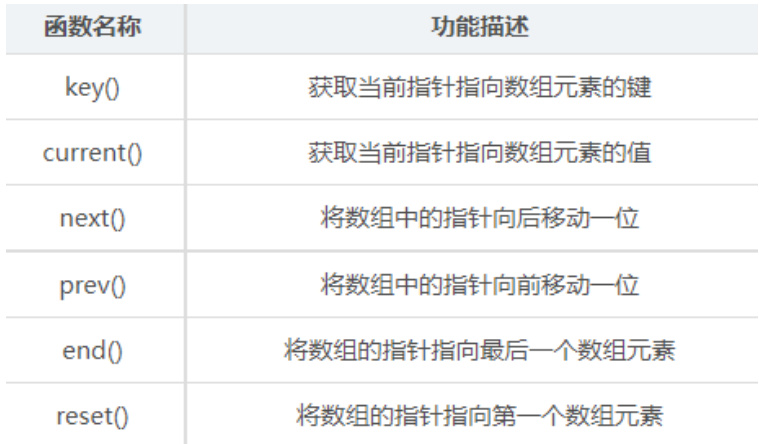 函数名称 功能描述
key() 获取当前指针指向数组元素的键
current() 获取当前指针指向数组元素的值
next() 将数组中的指针向后移动一位
prev() 将数组中的指针向前移动一位
end() 将数组的指针指向最后一个数组元素
reset() 将数组的指针指向第一个数组元素